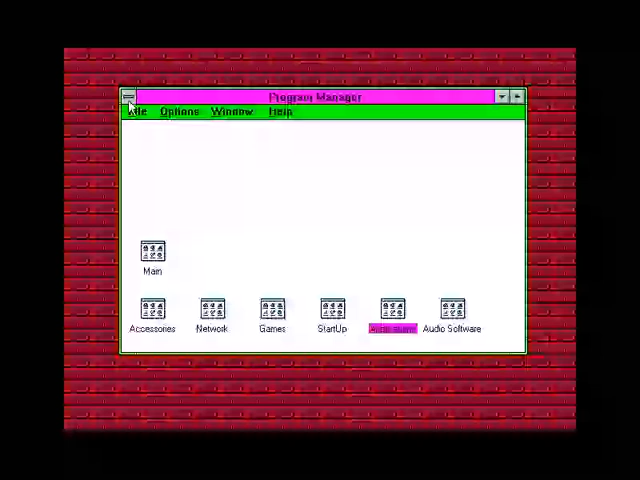 Program Manager
File Options Window Help
Main
Accessories Network Games StartUp Audio Software